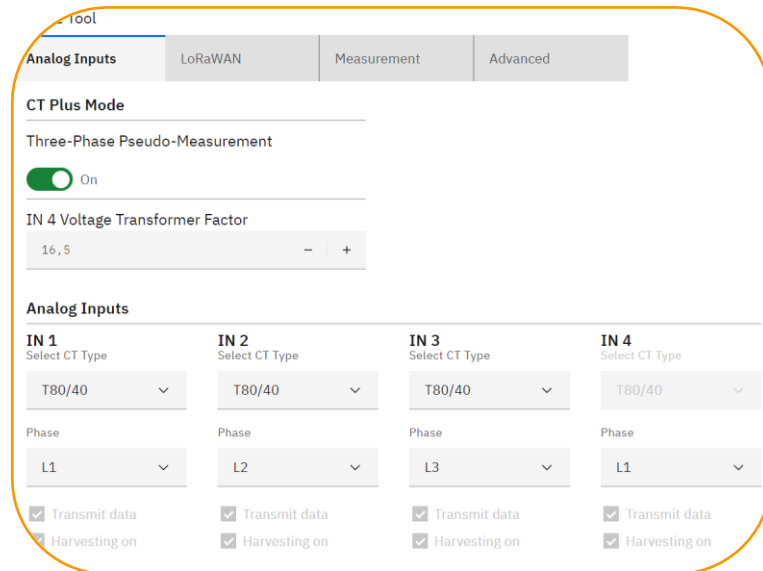 Tool
Analog Inputs LoRaWAN Measurement Advanced
CT Plus Mode
Three-Phase Pseudo-Measurement
On
IN 4 Voltage Transformer Factor
16,5 − +
Analog Inputs
IN 1 IN 2 IN 3 IN 4
Select CT Type Select CT Type Select CT Type Select CT Type
T80/40 T80/40 T80/40 T80/40
Phase Phase Phase Phase
L1 L2 L3 L1
Transmit data Transmit data Transmit data Transmit data
Harvesting on Harvesting on Harvesting on Harvesting on